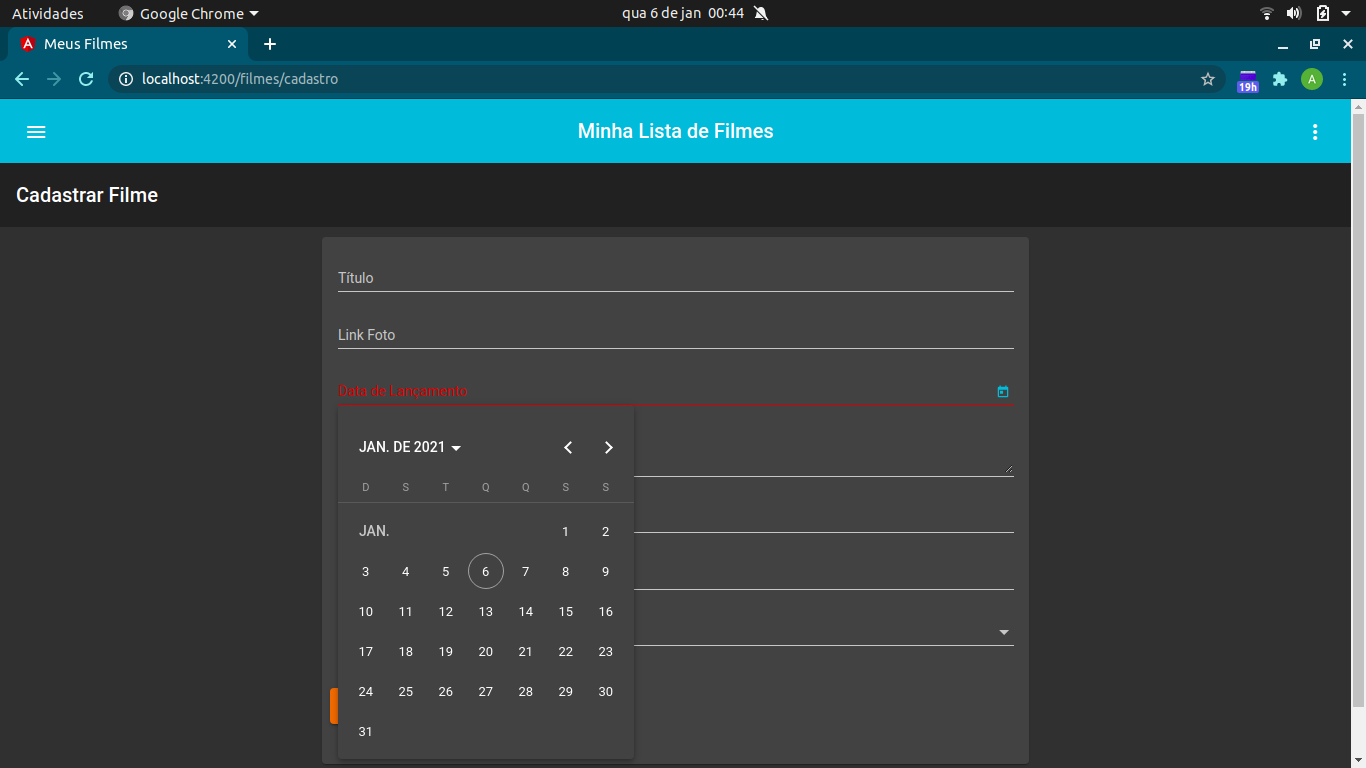 Atividades Google Chrome qua 6 de jan 00:44
Meus Filmes
localhost:4200/filmes/cadastro 19h A
Minha Lista de Filmes
Cadastrar Filme
Título
Link Foto
Data de Lançamento
JAN. DE 2021
D S T Q Q S S
JAN. 1 2
3 4 5 6 7 8 9
10 11 12 13 14 15 16
17 18 19 20 21 22 23
24 25 26 27 28 29 30
31